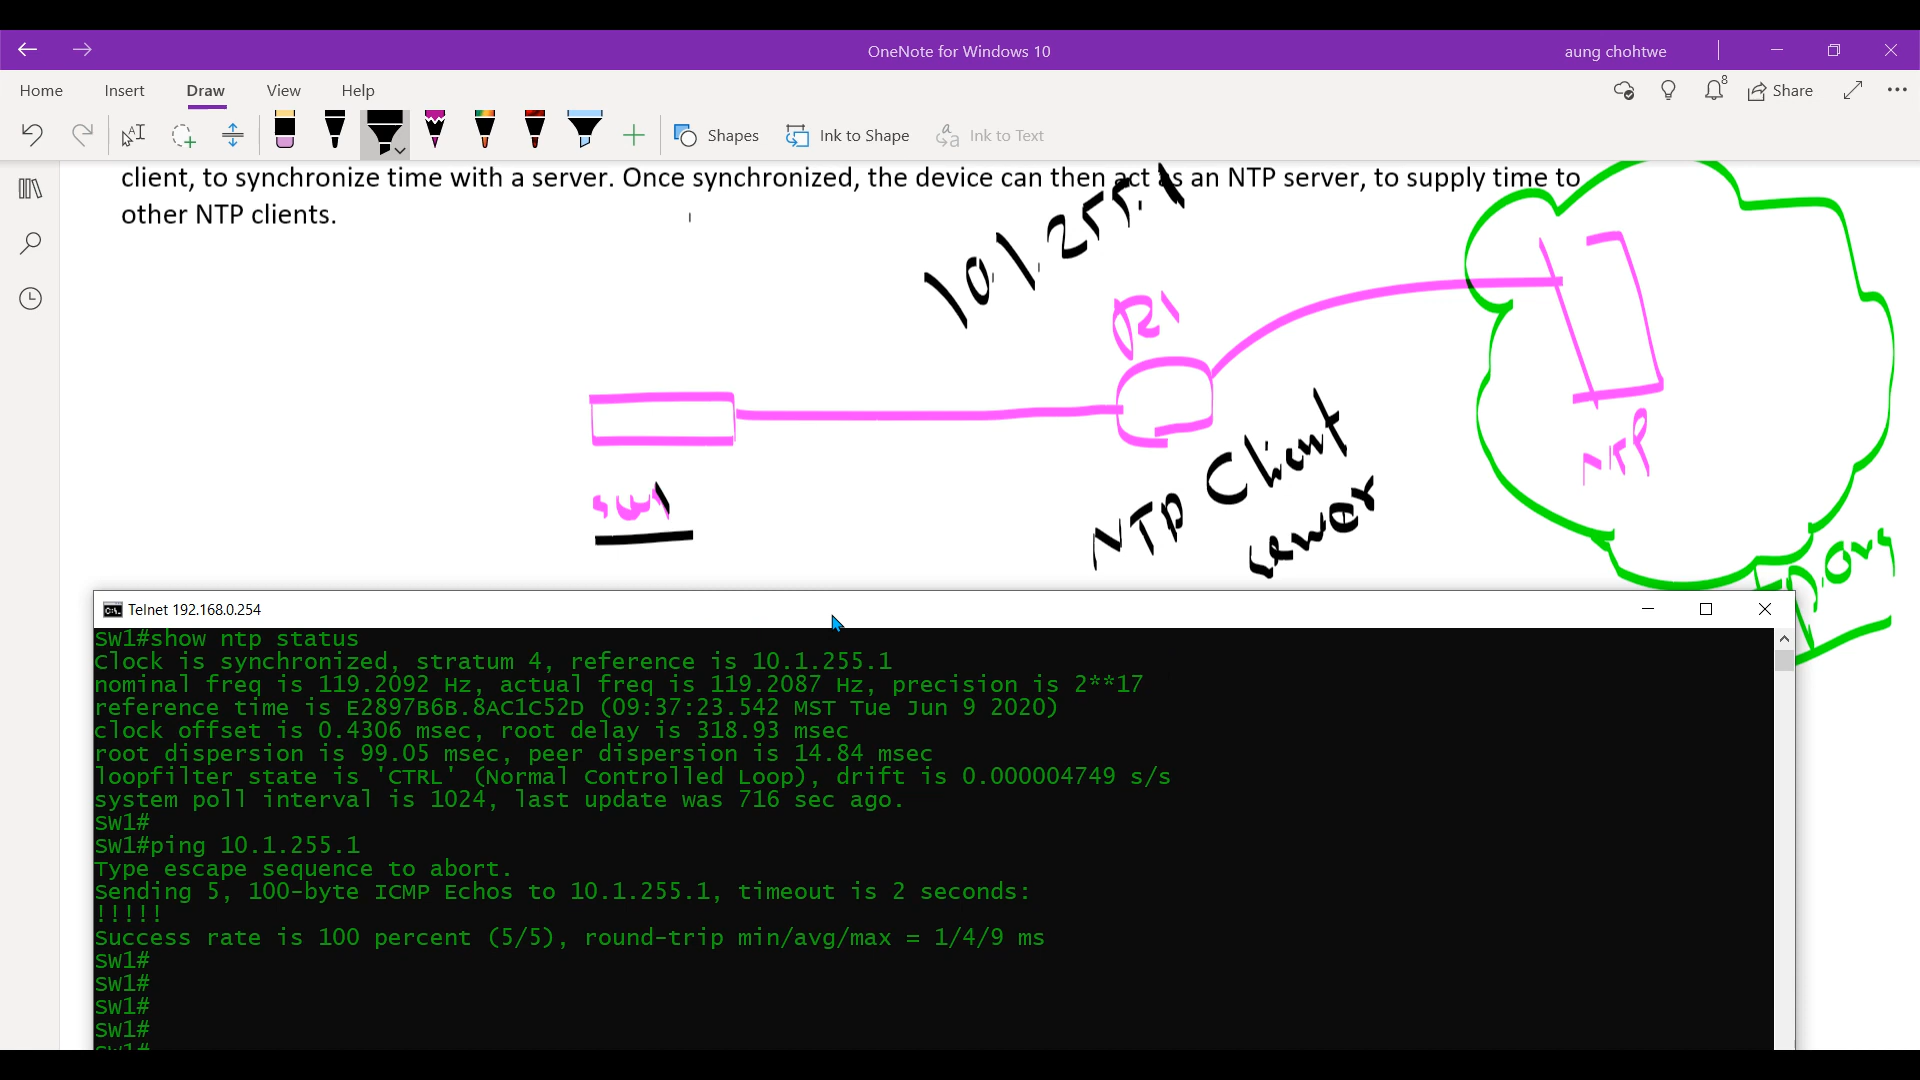 OneNote for Windows 10
aung chohtwe
Home Insert Draw View Help
8
Share
Shapes
Ink to Shape
Ink to Text
client, to synchronize time with a server. Once synchronized, the device can then act as an NTP server, to supply time to
other NTP clients.
10.1.255.1
R1
NTP
NTP Client
server
SW1
Telnet 192.168.0.254
SW1#show ntp status
Clock is synchronized, stratum 4, reference is 10.1.255.1
nominal freq is 119.2092 Hz, actual freq is 119.2087 Hz, precision is 2**17
reference time is E2897B6B.8AC1C52D (09:37:23.542 MST Tue Jun 9 2020)
clock offset is 0.4306 msec, root delay is 318.93 msec
root dispersion is 99.05 msec, peer dispersion is 14.84 msec
loopfilter state is 'CTRL' (Normal Controlled Loop), drift is 0.000004749 s/s
system poll interval is 1024, last update was 716 sec ago.
SW1#
SW1#ping 10.1.255.1
Type escape sequence to abort.
Sending 5, 100-byte ICMP Echos to 10.1.255.1, timeout is 2 seconds:
!!!!!
Success rate is 100 percent (5/5), round-trip min/avg/max = 1/4/9 ms
SW1#
SW1#
SW1#
SW1#
SW1#